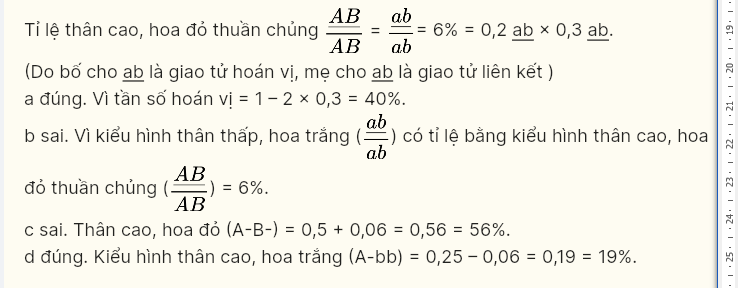 Tỉ lệ thân cao, hoa đỏ thuần chủng AB/AB = ab/ab = 6% = 0,2 ab × 0,3 ab.
(Do bố cho ab là giao tử hoán vị, mẹ cho ab là giao tử liên kết )
a đúng. Vì tần số hoán vị = 1 – 2 × 0,3 = 40%.
b sai. Vì kiểu hình thân thấp, hoa trắng (ab/ab) có tỉ lệ bằng kiểu hình thân cao, hoa
đỏ thuần chủng (AB/AB) = 6%.
c sai. Thân cao, hoa đỏ (A-B-) = 0,5 + 0,06 = 0,56 = 56%.
d đúng. Kiểu hình thân cao, hoa trắng (A-bb) = 0,25 – 0,06 = 0,19 = 19%.
19
20
21
22
23
24
25